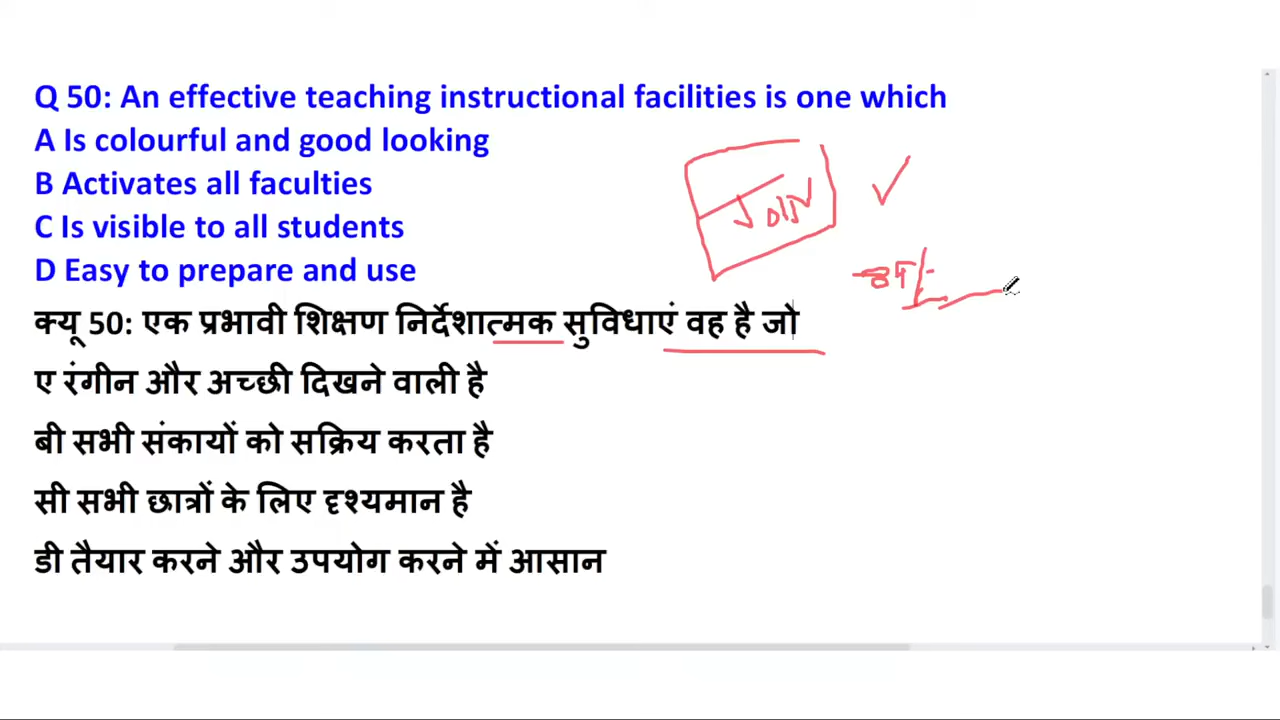 Q 50: An effective teaching instructional facilities is one which
A Is colourful and good looking
B Activates all faculties
C Is visible to all students
D Easy to prepare and use
क्यू 50: एक प्रभावी शिक्षण निर्देशात्मक सुविधाएं वह है जो
ए रंगीन और अच्छी दिखने वाली है
बी सभी संकायों को सक्रिय करता है
सी सभी छात्रों के लिए दृश्यमान है
डी तैयार करने और उपयोग करने में आसान